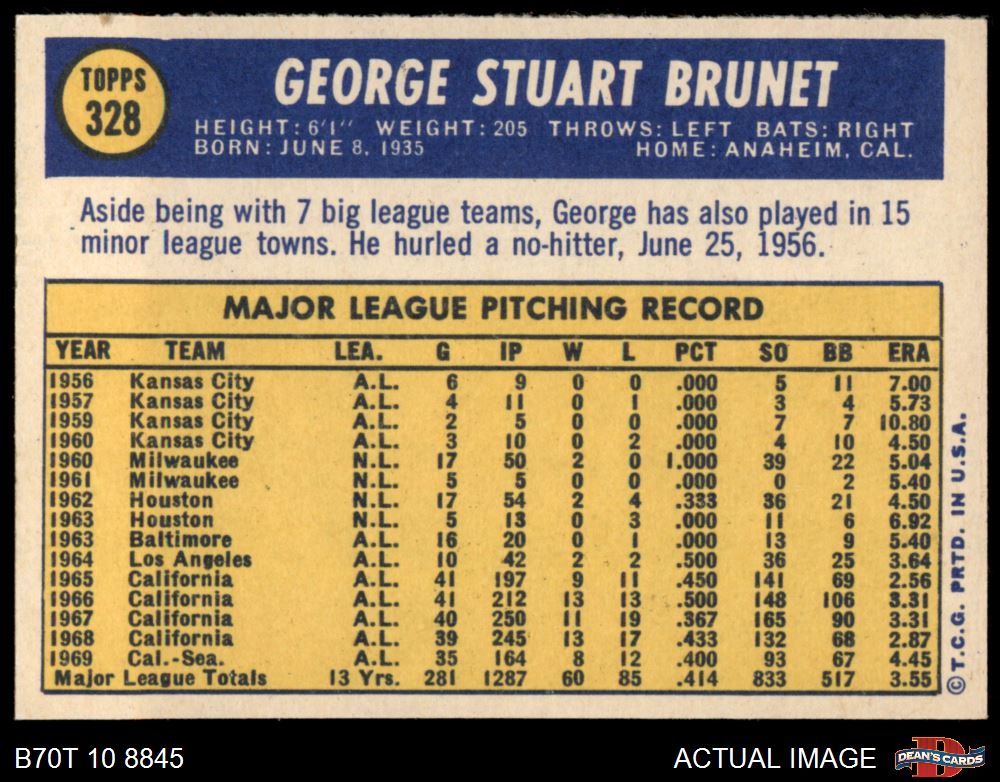 TOPPS
328
GEORGE STUART BRUNET
HEIGHT: 6'1" WEIGHT: 205 THROWS: LEFT BATS: RIGHT
BORN: JUNE 8, 1935 HOME: ANAHEIM, CAL.
Aside being with 7 big league teams, George has also played in 15
minor league towns. He hurled a no-hitter, June 25, 1956.
MAJOR LEAGUE PITCHING RECORD
YEAR TEAM LEA. G IP W L PCT SO BB ERA
1956 Kansas City A.L. 6 9 0 0 .000 5 11 7.00
1957 Kansas City A.L. 4 11 0 1 .000 3 4 5.73
1959 Kansas City A.L. 2 5 0 0 .000 7 7 10.80
1960 Kansas City A.L. 3 10 0 2 .000 4 10 4.50
1960 Milwaukee N.L. 17 50 2 0 1.000 39 22 5.04
1961 Milwaukee N.L. 5 5 0 0 .000 0 2 5.40
1962 Houston N.L. 17 54 2 4 .333 36 21 4.50
1963 Houston N.L. 5 13 0 3 .000 11 6 6.92
1963 Baltimore A.L. 16 20 0 1 .000 13 9 5.40
1964 Los Angeles A.L. 10 42 2 2 .500 36 25 3.64
1965 California A.L. 41 197 9 11 .450 141 69 2.56
1966 California A.L. 41 212 13 13 .500 148 106 3.31
1967 California A.L. 40 250 11 19 .367 165 90 3.31
1968 California A.L. 39 245 13 17 .433 132 68 2.87
1969 Cal.-Sea. A.L. 35 164 8 12 .400 93 67 4.45
Major League Totals 13 Yrs. 281 1287 60 85 .414 833 517 3.55
© T.C.G. PRTD. IN U.S.A.
B70T 10 8845
ACTUAL IMAGE
D
DEAN'S CARDS